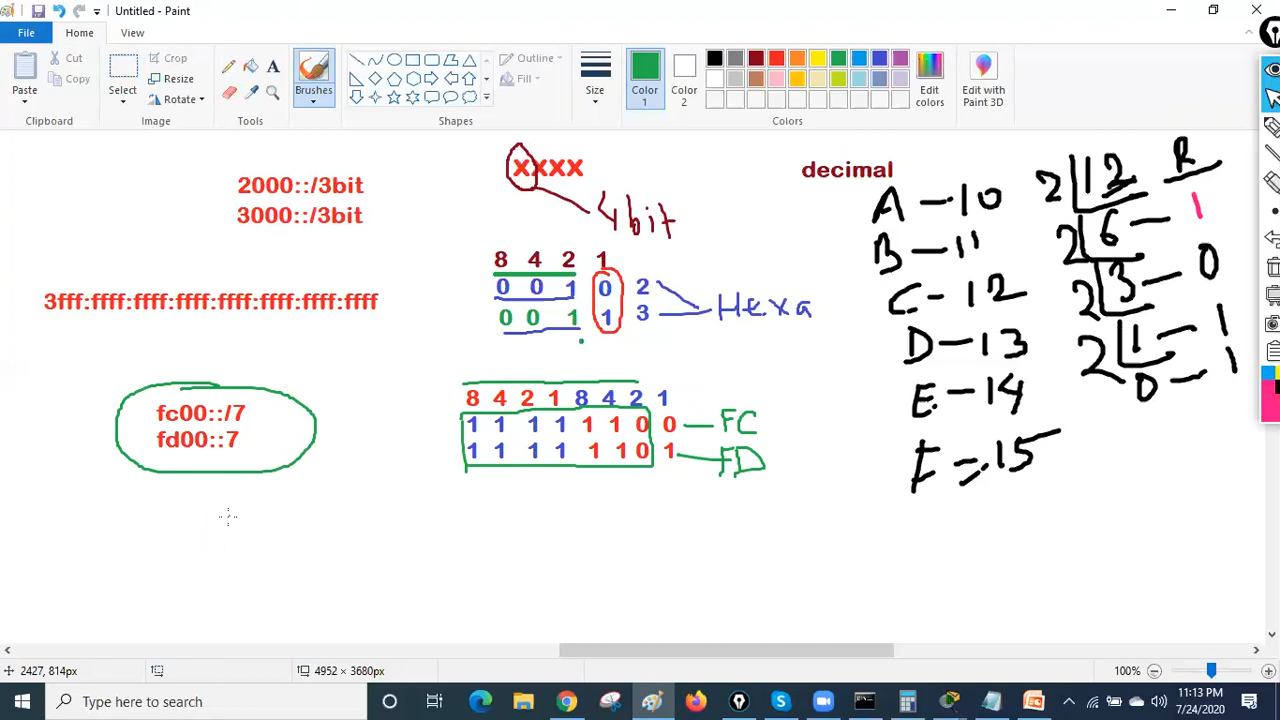 Untitled - Paint
File Home View
Paste Cut Copy Select Crop Resize Rotate Brushes Outline Fill Size Color 1 Color 2 Edit colors Edit with Paint 3D
Clipboard Image Tools Shapes Colors
xxxx
4bit
decimal
2000::/3bit
3000::/3bit
8 4 2 1
0 0 1 0 2
0 0 1 1 3
Hexa
3fff:ffff:ffff:ffff:ffff:ffff:ffff:ffff
fc00::/7
fd00::7
8 4 2 1 8 4 2 1
1 1 1 1 1 1 0 0 — FC
1 1 1 1 1 1 0 1 — FD
A — 10
B — 11
C - 12
D — 13
E - 14
F = 15
R
2 12
2 6 — 1
2 3 — 0
2 1 — 1
0 — 1
2427, 814px
4952 × 3680px
100%
Type here to search
11:13 PM
7/24/2020